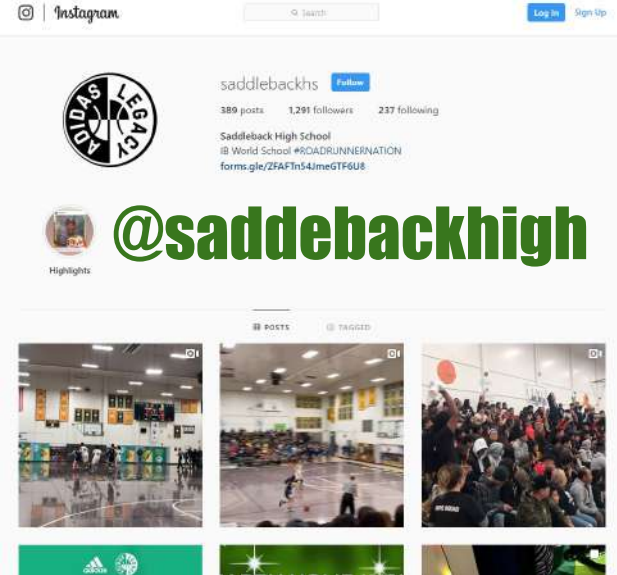 Instagram
Search
Log In Sign Up
saddlebackhs Follow
389 posts 1,291 followers 237 following
Saddleback High School
IB World School #ROADRUNNERNATION
forms.gle/ZFAFTn54JmeGTF6U8
ADIDAS LEGACY
@saddebackhigh
Highlights
POSTS TAGGED
adidas